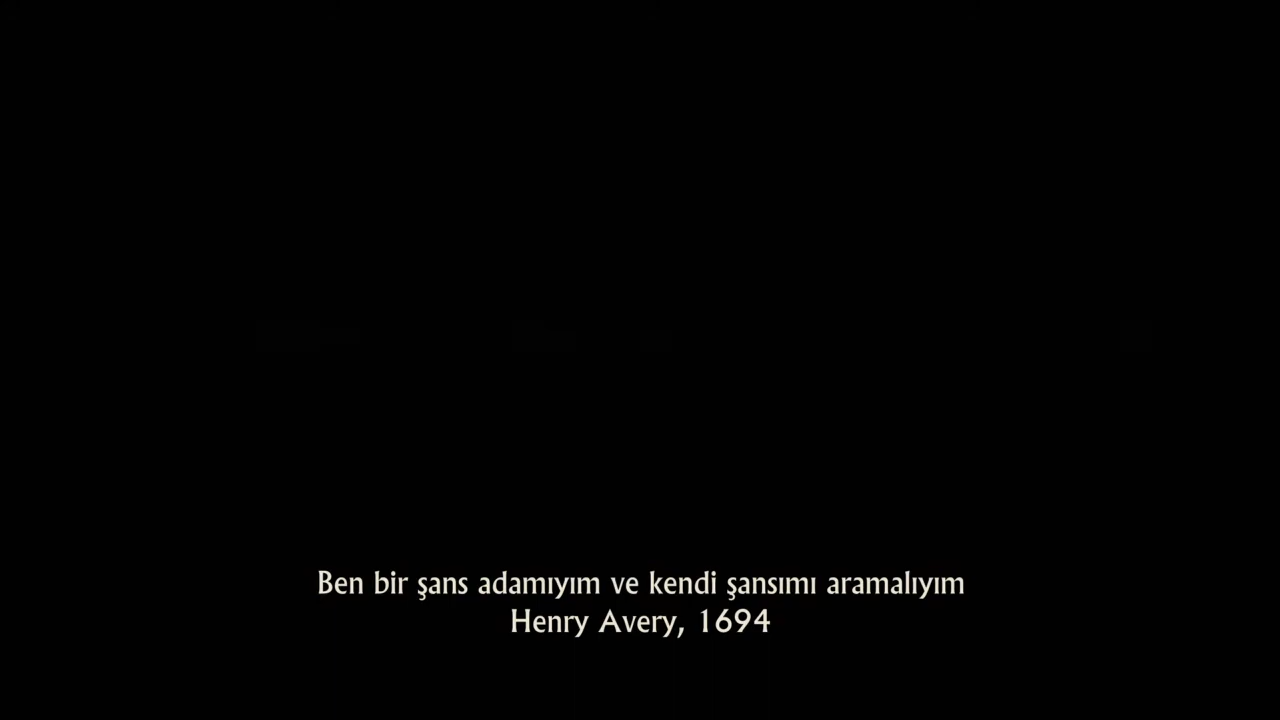 Ben bir şans adamıyım ve kendi şansımı aramalıyım
Henry Avery, 1694